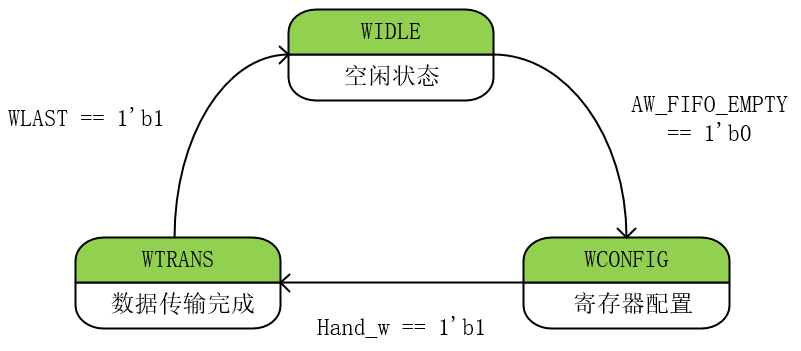 WIDLE
空闲状态
WLAST == 1'b1
AW_FIFO_EMPTY
== 1'b0
WTRANS
数据传输完成
WCONFIG
寄存器配置
Hand_w == 1'b1